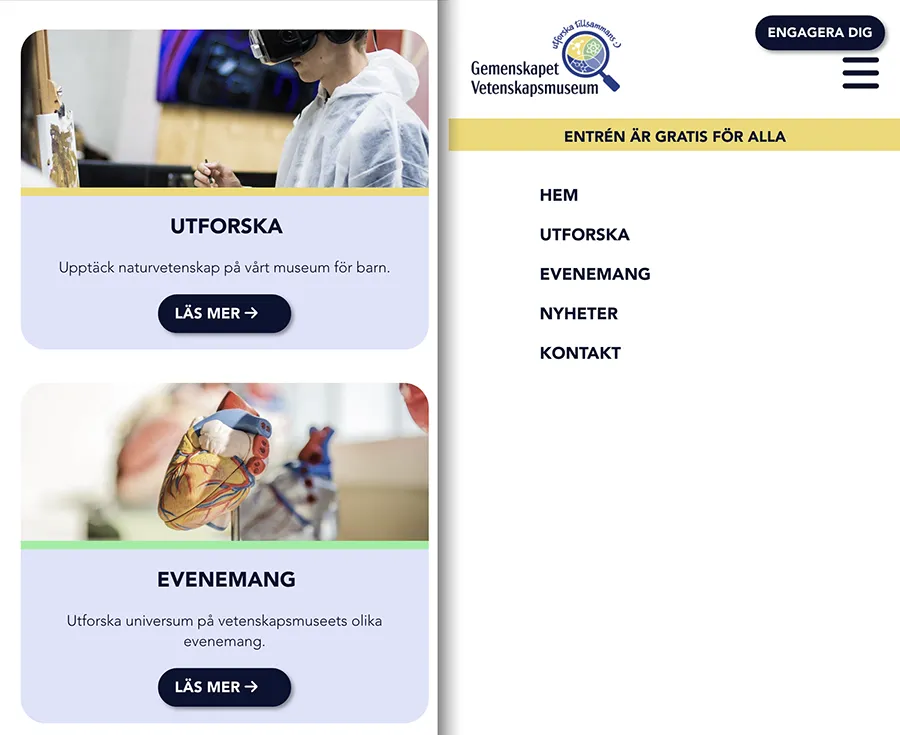 UTFORSKA
Upptäck naturvetenskap på vårt museum för barn.
LÄS MER →
EVENEMANG
Utforska universum på vetenskapsmuseets olika
evenemang.
LÄS MER →
utforska tillsammans :)
Gemenskapet
Vetenskapsmuseum
ENGAGERA DIG
ENTRÉN ÄR GRATIS FÖR ALLA
HEM
UTFORSKA
EVENEMANG
NYHETER
KONTAKT